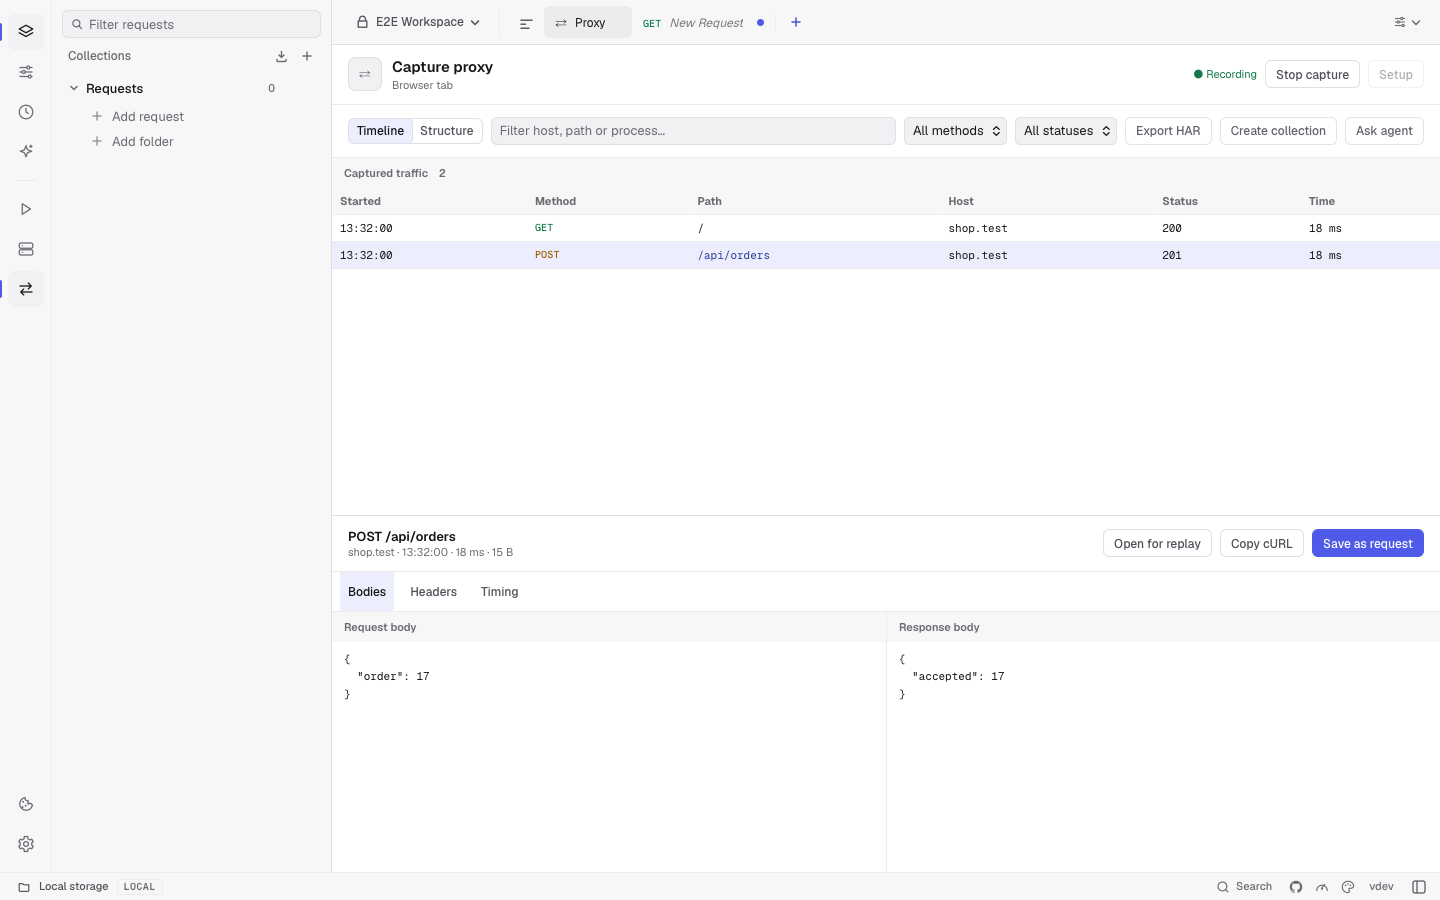 Filter requests
Collections
Requests 0
Add request
Add folder
E2E Workspace
Proxy
GET New Request
Capture proxy
Browser tab
Recording
Stop capture
Setup
Timeline
Structure
Filter host, path or process...
All methods
All statuses
Export HAR
Create collection
Ask agent
Captured traffic 2
Started Method Path Host Status Time
13:32:00 GET / shop.test 200 18 ms
13:32:00 POST /api/orders shop.test 201 18 ms
POST /api/orders
shop.test · 13:32:00 · 18 ms · 15 B
Open for replay
Copy cURL
Save as request
Bodies
Headers
Timing
Request body
{
"order": 17
}
Response body
{
"accepted": 17
}
Local storage LOCAL
Search
vdev